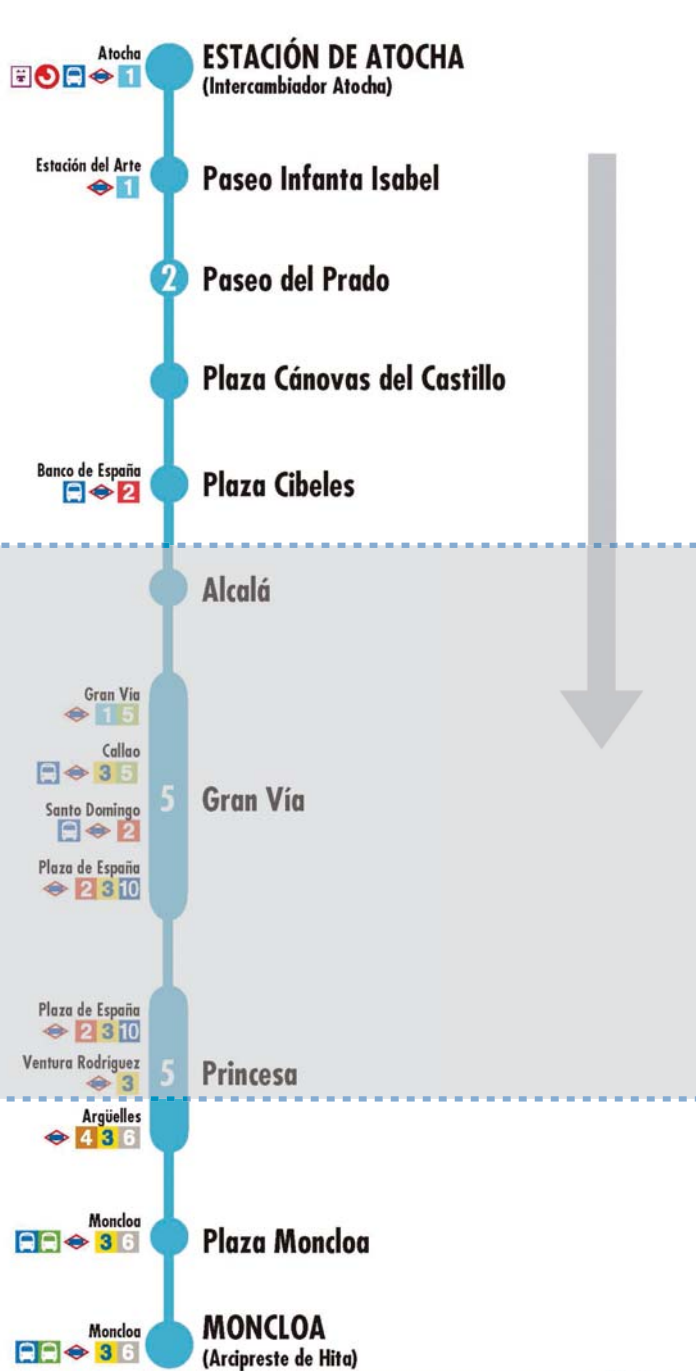 Atocha
1
ESTACIÓN DE ATOCHA
(Intercambiador Atocha)
Estación del Arte
1
Paseo Infanta Isabel
2 Paseo del Prado
Plaza Cánovas del Castillo
Banco de España
2
Plaza Cibeles
Alcalá
Gran Via
1 5
Callao
3 5
Santo Domingo
2
Plaza de España
2 3 10
5 Gran Vía
Plaza de España
2 3 10
Ventura Rodriguez
3
5 Princesa
Argüelles
4 3 6
Moncloa
3 6
Plaza Moncloa
Moncloa
3 6
MONCLOA
(Arcipreste de Hita)